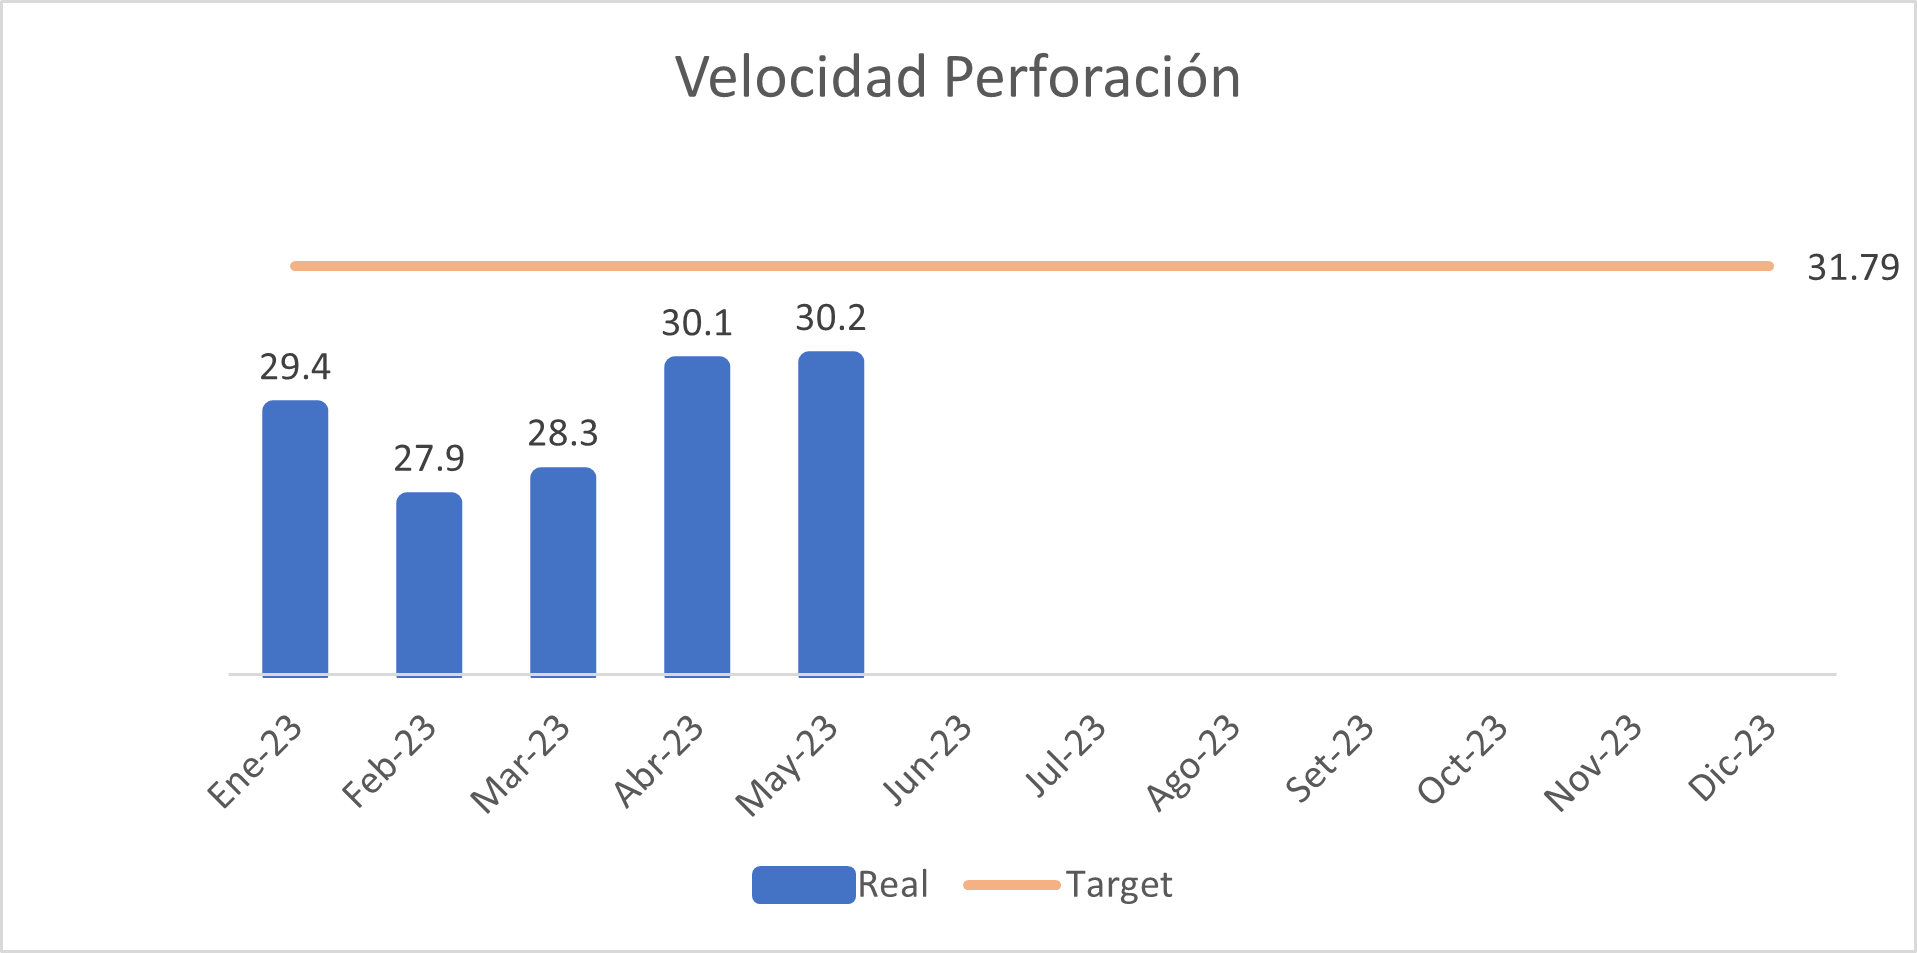 Velocidad Perforación
31.79
30.2
30.1
29.4
28.3
27.9
Ene-23
Feb-23
Mar-23
Abr-23
May-23
Jun-23
Jul-23
Ago-23
Set-23
Oct-23
Nov-23
Dic-23
Real
Target